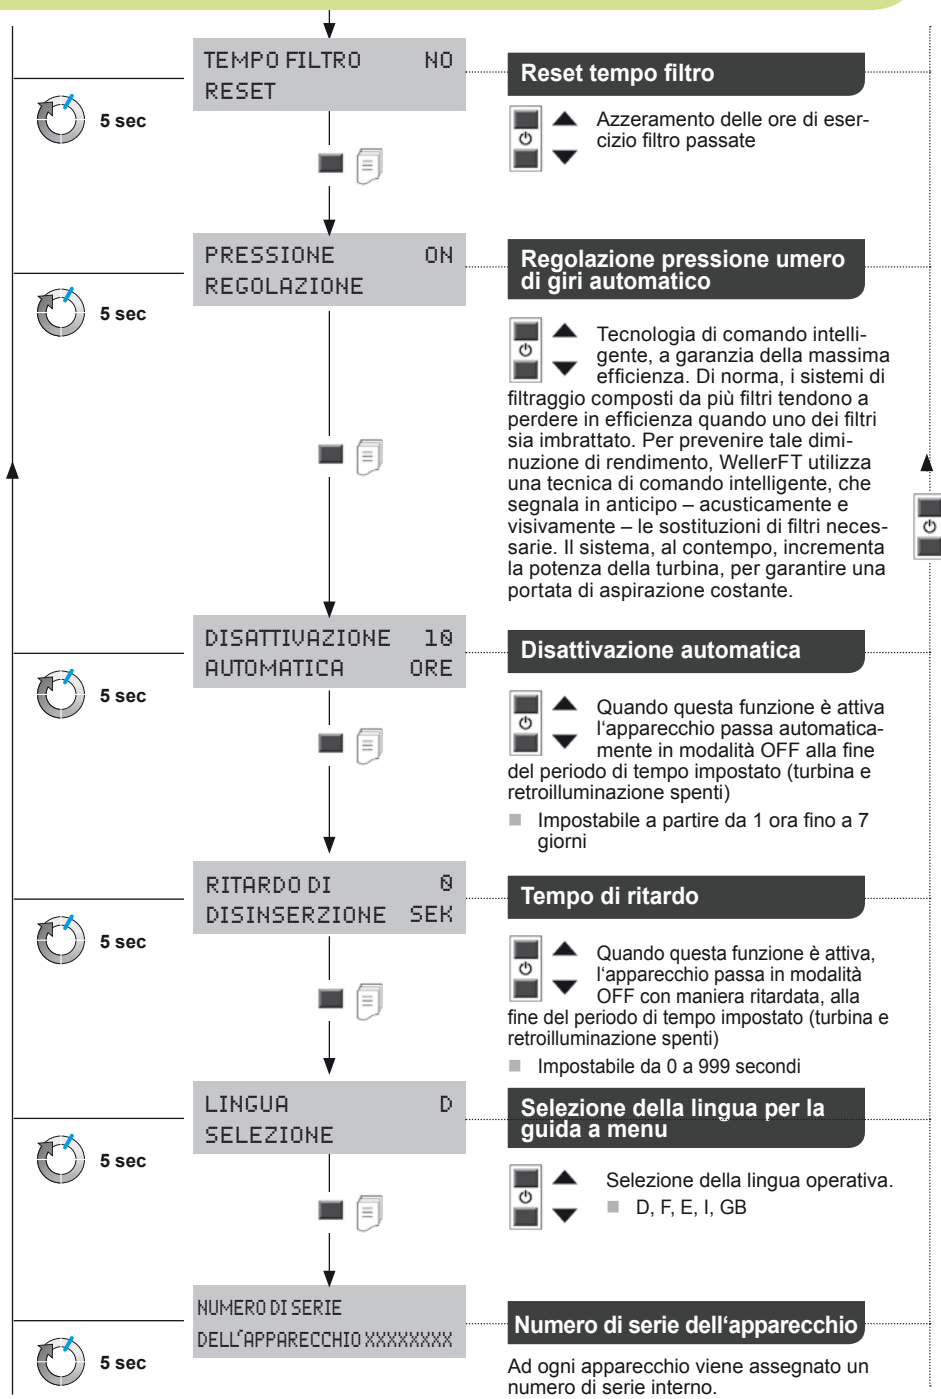 TEMPO FILTRO NO
RESET
5 sec
Reset tempo filtro
Azzeramento delle ore di eser-
cizio filtro passate
PRESSIONE ON
REGOLAZIONE
5 sec
Regolazione pressione umero
di giri automatico
Tecnologia di comando intelli-
gente, a garanzia della massima
efficienza. Di norma, i sistemi di
filtraggio composti da più filtri tendono a
perdere in efficienza quando uno dei filtri
sia imbrattato. Per prevenire tale dimi-
nuzione di rendimento, WellerFT utilizza
una tecnica di comando intelligente, che
segnala in anticipo – acusticamente e
visivamente – le sostituzioni di filtri neces-
sarie. Il sistema, al contempo, incrementa
la potenza della turbina, per garantire una
portata di aspirazione costante.
DISATTIVAZIONE 10
AUTOMATICA ORE
5 sec
Disattivazione automatica
Quando questa funzione è attiva
l‘apparecchio passa automatica-
mente in modalità OFF alla fine
del periodo di tempo impostato (turbina e
retroilluminazione spenti)
Impostabile a partire da 1 ora fino a 7
giorni
RITARDO DI 0
DISINSERZIONE SEK
5 sec
Tempo di ritardo
Quando questa funzione è attiva,
l‘apparecchio passa in modalità
OFF con maniera ritardata, alla
fine del periodo di tempo impostato (turbina e
retroilluminazione spenti)
Impostabile da 0 a 999 secondi
LINGUA D
SELEZIONE
5 sec
Selezione della lingua per la
guida a menu
Selezione della lingua operativa.
D, F, E, I, GB
NUMERO DI SERIE
DELL'APPARECCHIO XXXXXXXX
5 sec
Numero di serie dell‘apparecchio
Ad ogni apparecchio viene assegnato un
numero di serie interno.